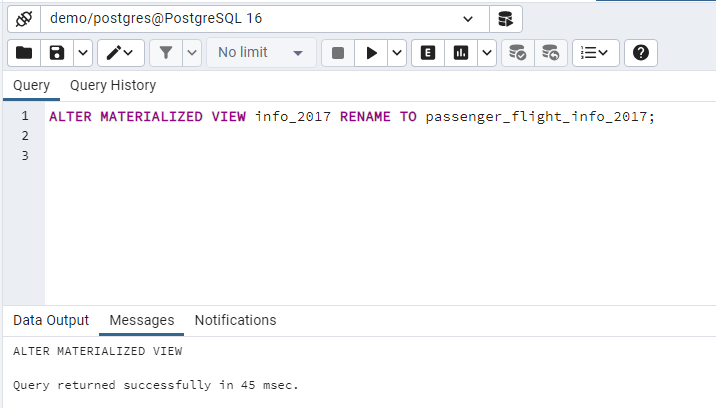 demo/postgres@PostgreSQL 16
No limit
E
Query Query History
1 ALTER MATERIALIZED VIEW info_2017 RENAME TO passenger_flight_info_2017;
2
3
Data Output Messages Notifications
ALTER MATERIALIZED VIEW
Query returned successfully in 45 msec.